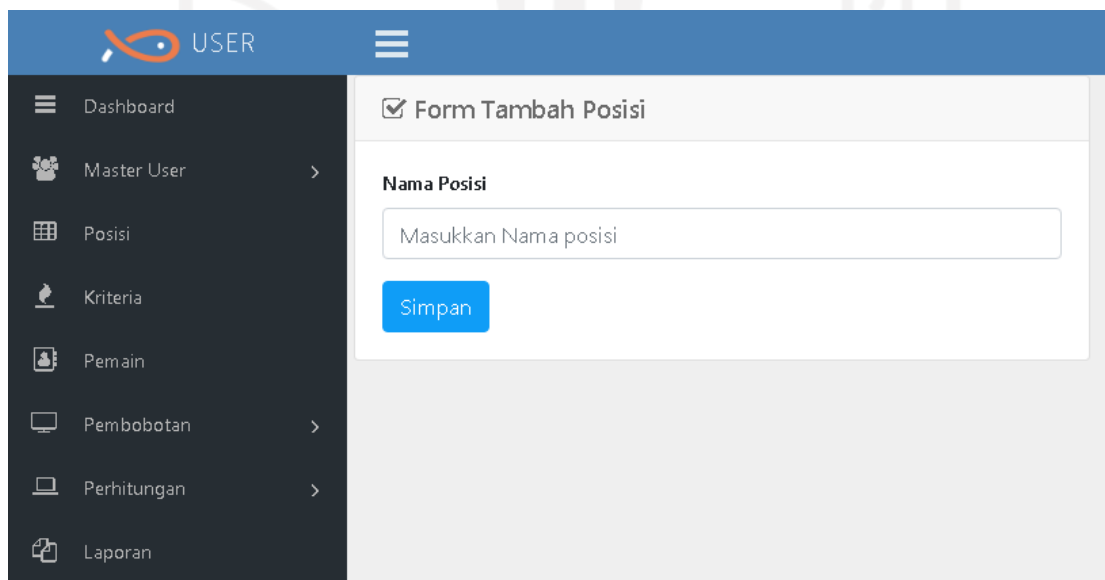 USER
Dashboard
Master User
Posisi
Kriteria
Pemain
Pembobotan
Perhitungan
Laporan
Form Tambah Posisi
Nama Posisi
Masukkan Nama posisi
Simpan